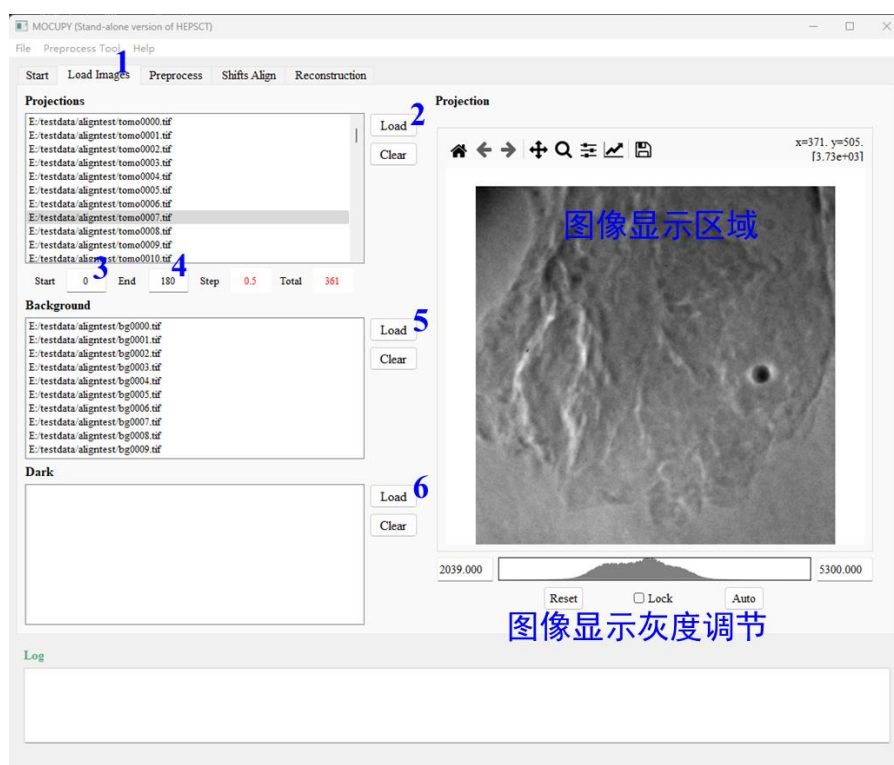 MOCUPY (Stand-alone version of HEPSCT)
File Preprocess Tool Help
1
Start Load Images Preprocess Shifts Align Reconstruction
Projections
E:/testdata/aligntest/tomo0000.tif
E:/testdata/aligntest/tomo0001.tif
E:/testdata/aligntest/tomo0002.tif
E:/testdata/aligntest/tomo0003.tif
E:/testdata/aligntest/tomo0004.tif
E:/testdata/aligntest/tomo0005.tif
E:/testdata/aligntest/tomo0006.tif
E:/testdata/aligntest/tomo0007.tif
E:/testdata/aligntest/tomo0008.tif
E:/testdata/aligntest/tomo0009.tif
E:/testdata/aligntest/tomo0010.tif
Load 2
Clear
3 4
Start 0 End 180 Step 0.5 Total 361
Background
E:/testdata/aligntest/bg0000.tif
E:/testdata/aligntest/bg0001.tif
E:/testdata/aligntest/bg0002.tif
E:/testdata/aligntest/bg0003.tif
E:/testdata/aligntest/bg0004.tif
E:/testdata/aligntest/bg0005.tif
E:/testdata/aligntest/bg0006.tif
E:/testdata/aligntest/bg0007.tif
E:/testdata/aligntest/bg0008.tif
E:/testdata/aligntest/bg0009.tif
Load 5
Clear
Dark
Load 6
Clear
Projection
x=371. y=505.
[3.73e+03]
图像显示区域
2039.000 5300.000
Reset Lock Auto
图像显示灰度调节
Log